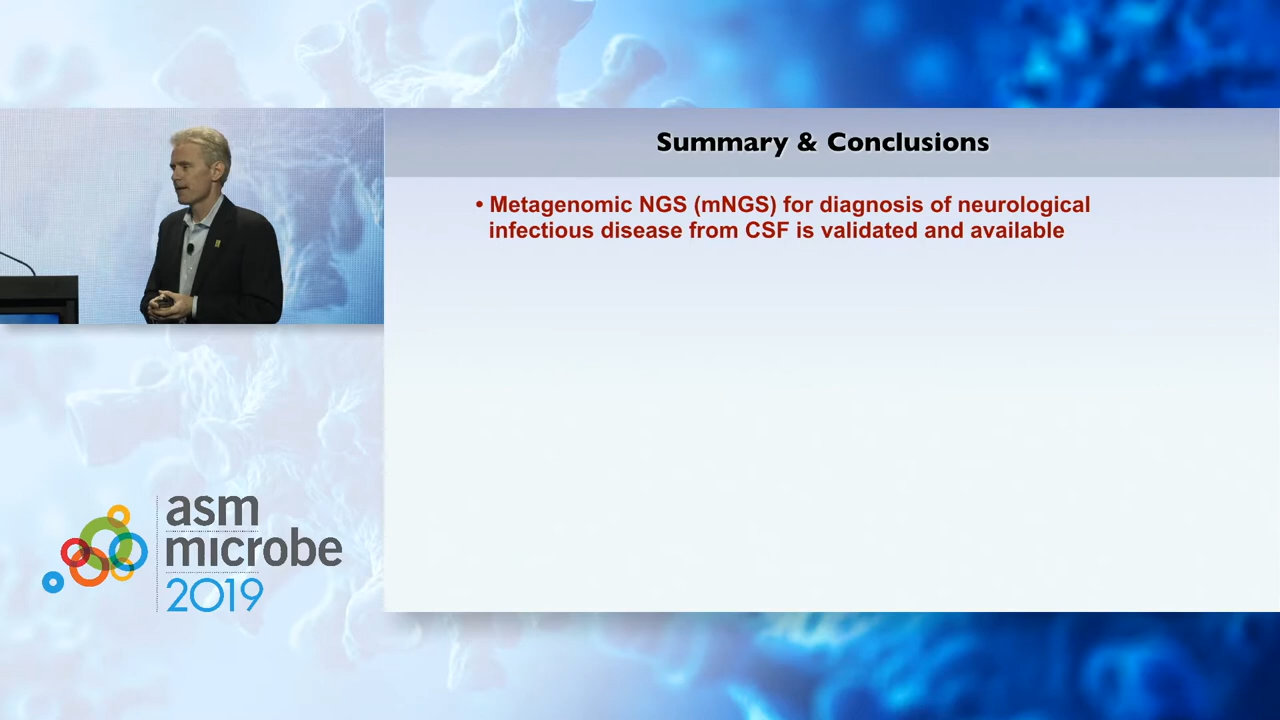 Summary & Conclusions
• Metagenomic NGS (mNGS) for diagnosis of neurological
infectious disease from CSF is validated and available
asm
microbe
2019